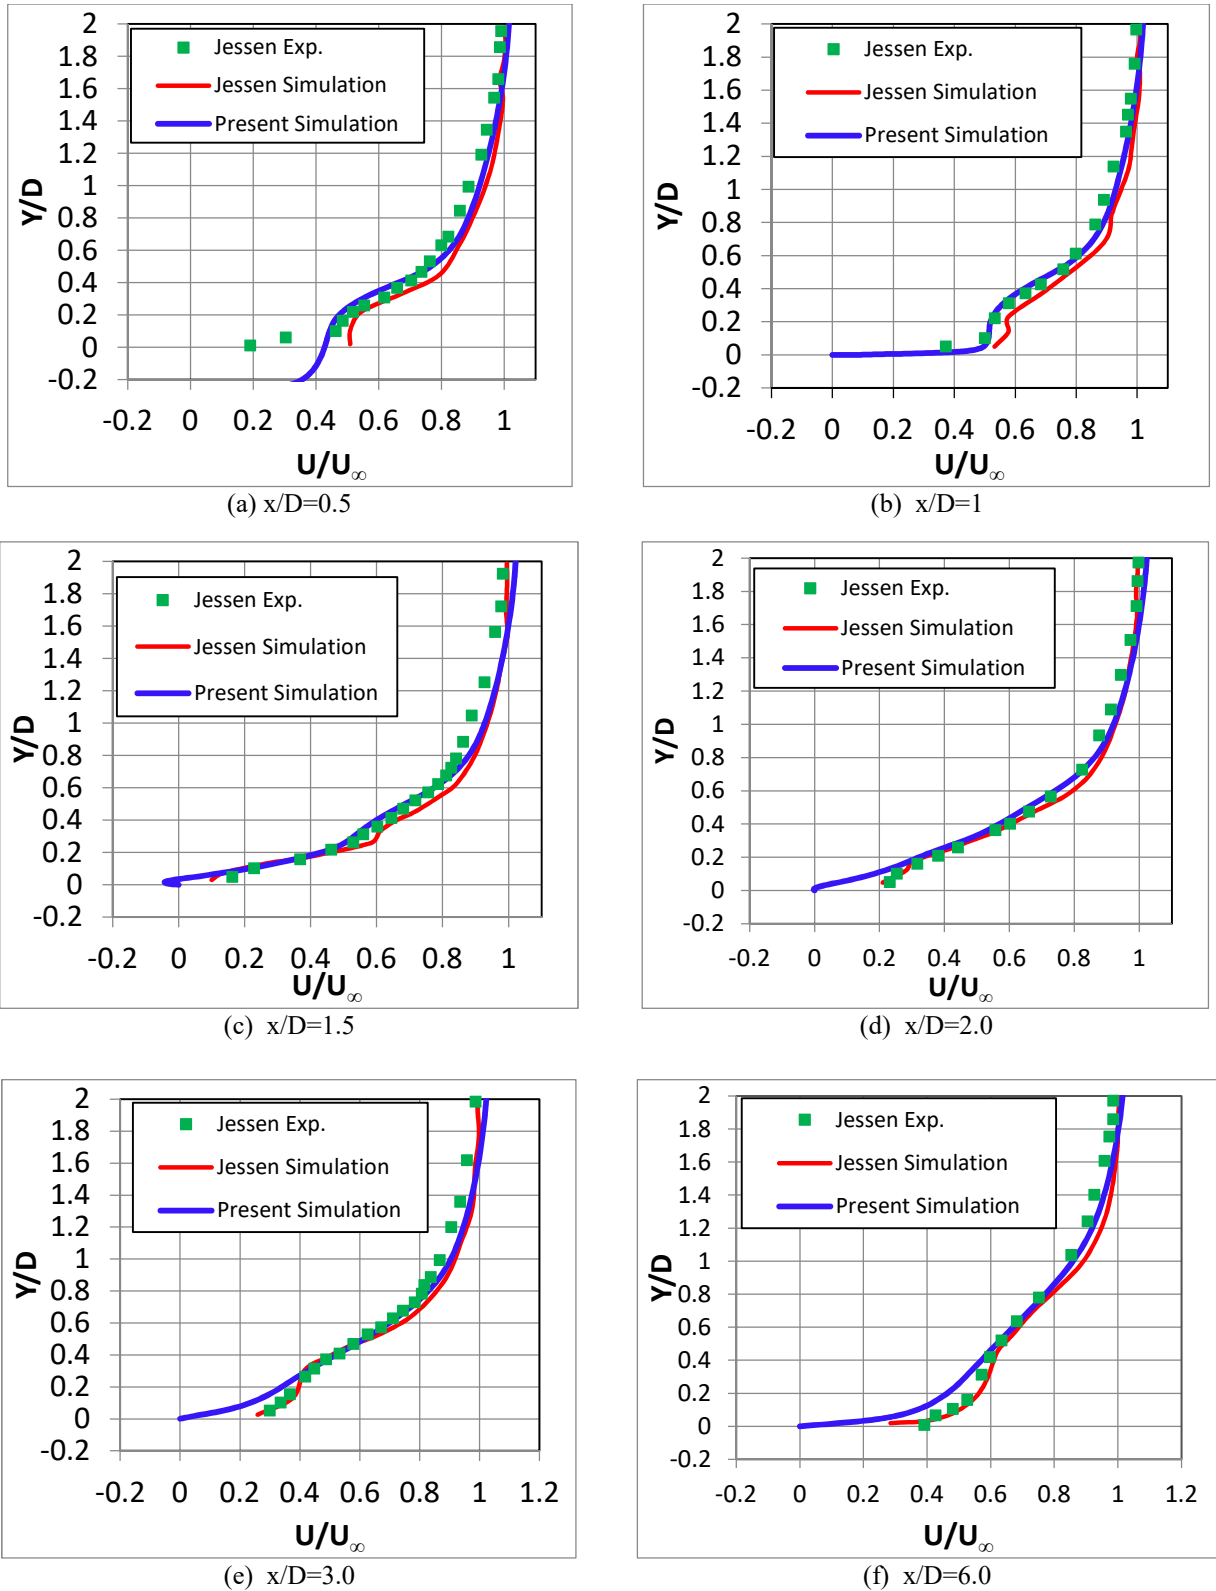 2
1.8
1.6
1.4
1.2
1
0.8
0.6
0.4
0.2
0
-0.2
Y/D
Jessen Exp.
Jessen Simulation
Present Simulation
-0.2 0 0.2 0.4 0.6 0.8 1
U/U∞
(a) x/D=0.5
2
1.8
1.6
1.4
1.2
1
0.8
0.6
0.4
0.2
0
-0.2
Y/D
Jessen Exp.
Jessen Simulation
Present Simulation
-0.2 0 0.2 0.4 0.6 0.8 1
U/U∞
(b) x/D=1
2
1.8
1.6
1.4
1.2
1
0.8
0.6
0.4
0.2
0
-0.2
Y/D
Jessen Exp.
Jessen Simulation
Present Simulation
-0.2 0 0.2 0.4 0.6 0.8 1
U/U∞
(c) x/D=1.5
2
1.8
1.6
1.4
1.2
1
0.8
0.6
0.4
0.2
0
-0.2
Y/D
Jessen Exp.
Jessen Simulation
Present Simulation
-0.2 0 0.2 0.4 0.6 0.8 1
U/U∞
(d) x/D=2.0
2
1.8
1.6
1.4
1.2
1
0.8
0.6
0.4
0.2
0
-0.2
Y/D
Jessen Exp.
Jessen Simulation
Present Simulation
-0.2 0 0.2 0.4 0.6 0.8 1 1.2
U/U∞
(e) x/D=3.0
2
1.8
1.6
1.4
1.2
1
0.8
0.6
0.4
0.2
0
-0.2
Y/D
Jessen Exp.
Jessen Simulation
Present Simulation
-0.2 0 0.2 0.4 0.6 0.8 1 1.2
U/U∞
(f) x/D=6.0